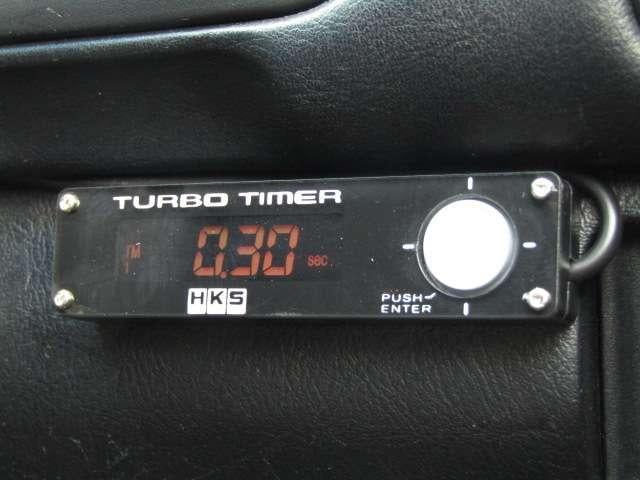 TURBO TIMER
0.30 sec.
HKS
PUSH
ENTER